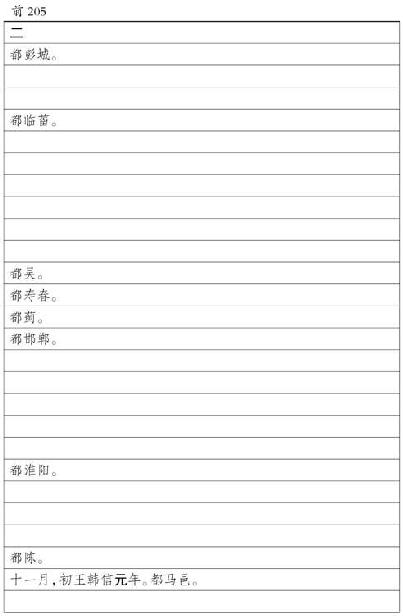 前 205
二
都彭城。
都临菑。
都吴。
都寿春。
都蓟。
都邯郸。
都淮阳。
都陈。
十一月，初王韩信元年。都马邑。